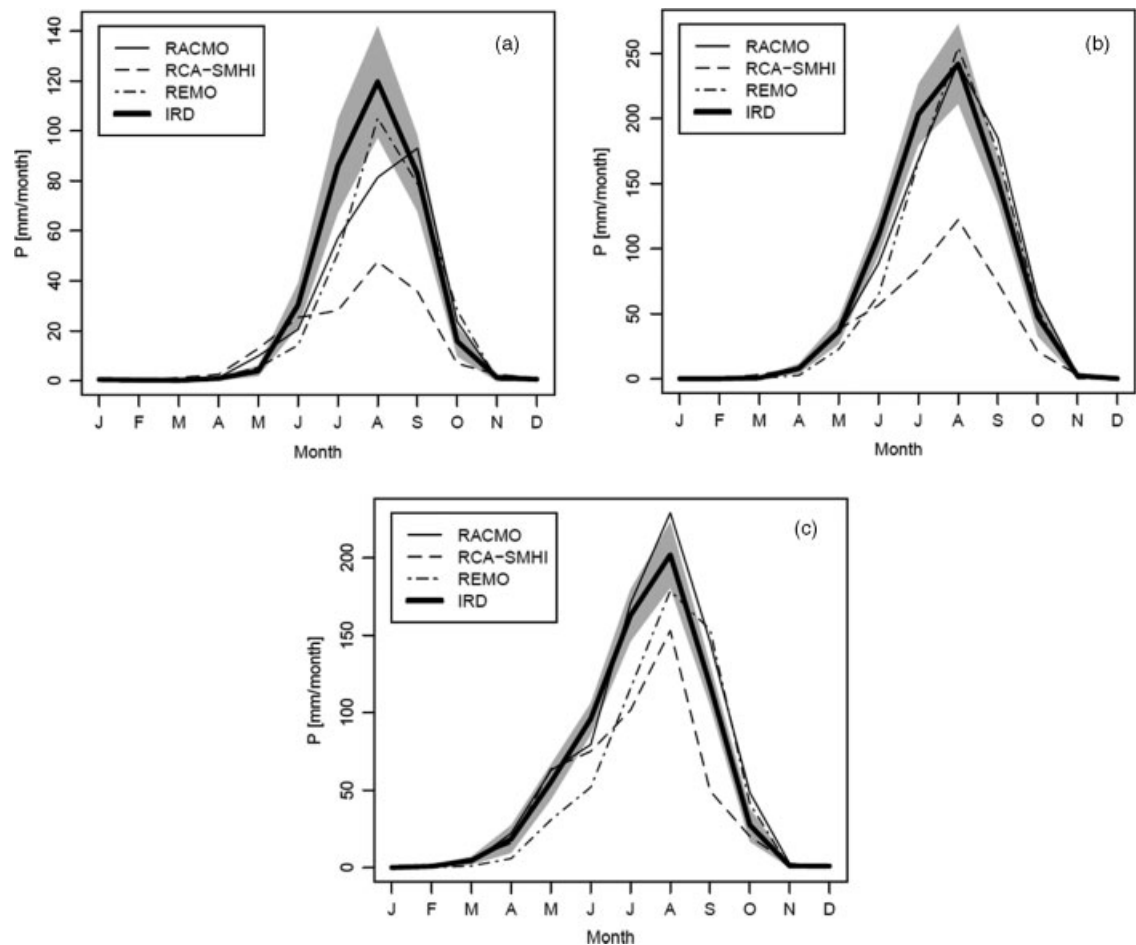 (a)
RACMO
RCA-SMHI
REMO
IRD
P [mm/month]
140
120
100
80
60
40
20
0
J F M A M J J A S O N D
Month
(b)
RACMO
RCA-SMHI
REMO
IRD
P [mm/month]
250
200
150
100
50
0
J F M A M J J A S O N D
Month
(c)
RACMO
RCA-SMHI
REMO
IRD
P [mm/month]
200
150
100
50
0
J F M A M J J A S O N D
Month